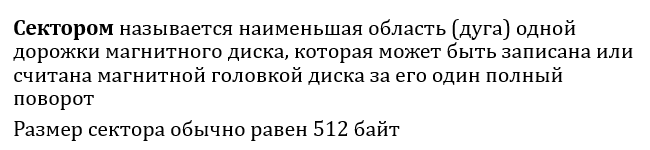 Сектором называется наименьшая область (дуга) одной
дорожки магнитного диска, которая может быть записана или
считана магнитной головкой диска за его один полный
поворот
Размер сектора обычно равен 512 байт